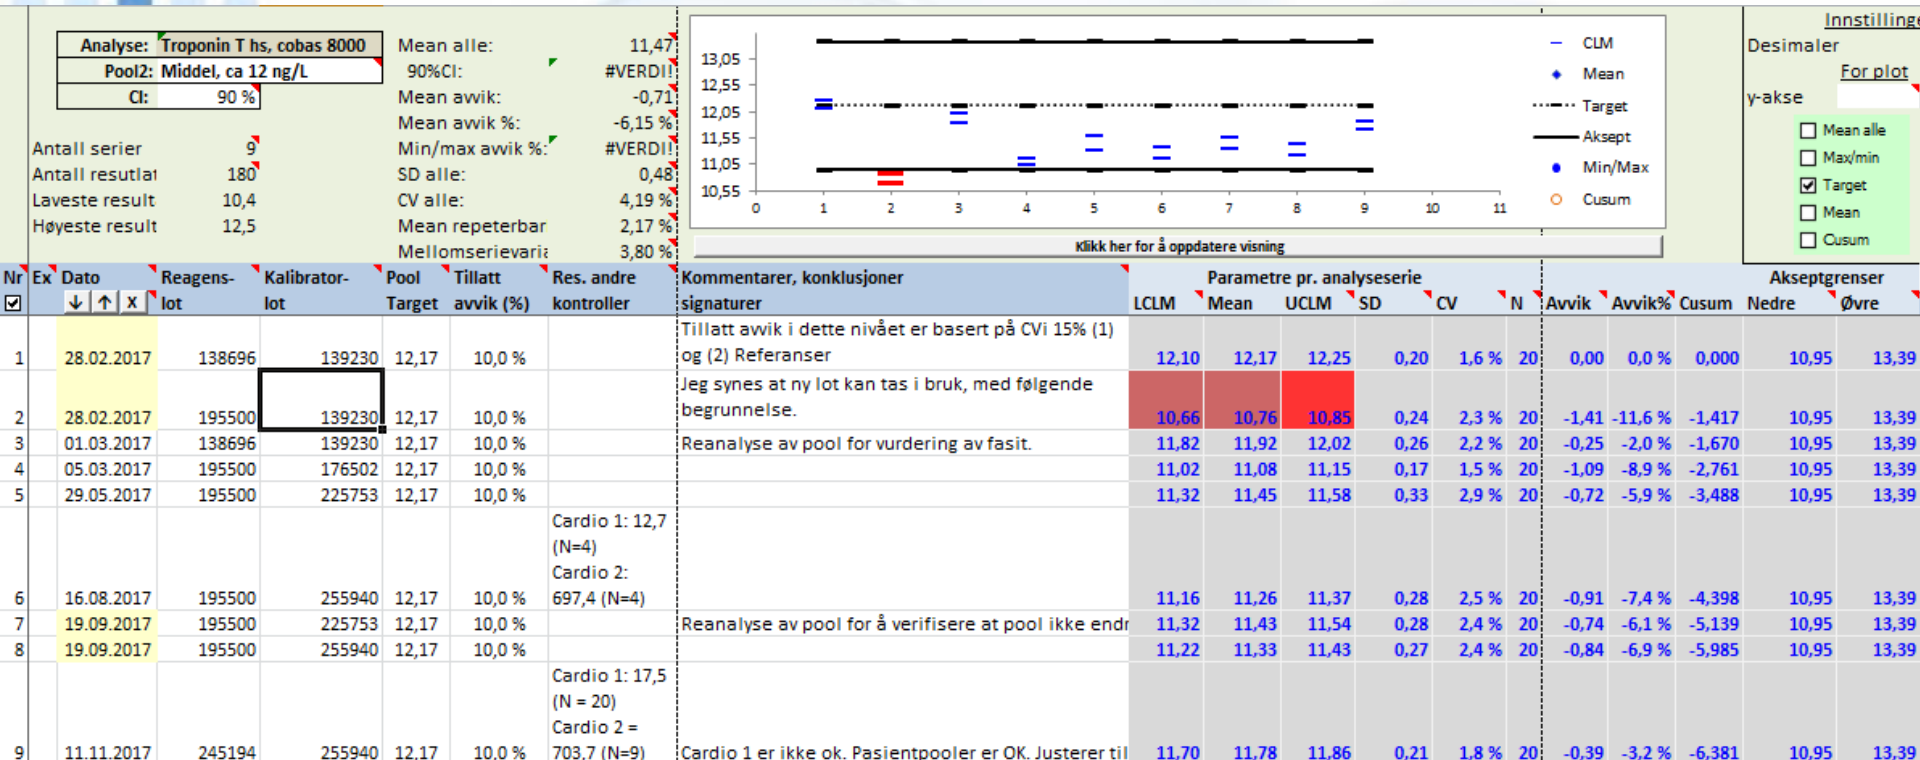 Analyse: Troponin T hs, cobas 8000
Pool2: Middel, ca 12 ng/L
CI: 90 %
Antall serier 9
Antall resutlat 180
Laveste result 10,4
Høyeste result 12,5
Mean alle: 11,47
90%CI: #VERDI!
Mean avvik: -0,71
Mean avvik %: -6,15 %
Min/max avvik %: #VERDI!
SD alle: 0,48
CV alle: 4,19 %
Mean repeterbar 2,17 %
Mellomserievaria 3,80 %
13,05
12,55
12,05
11,55
11,05
10,55
0 1 2 3 4 5 6 7 8 9 10 11
CLM
Mean
Target
Aksept
Min/Max
Cusum
Klikk her for å oppdatere visning
Innstillinge
Desimaler
For plot
y-akse
Mean alle
Max/min
Target
Mean
Cusum
Nr Ex Dato Reagens- Kalibrator- Pool Tillatt Res. andre Kommentarer, konklusjoner Parametre pr. analyseserie Akseptgrenser
X lot lot Target avvik (%) kontroller signaturer LCLM Mean UCLM SD CV N Avvik Avvik% Cusum Nedre Øvre
Tillatt avvik i dette nivået er basert på CVi 15% (1)
1 28.02.2017 138696 139230 12,17 10,0 % og (2) Referanser 12,10 12,17 12,25 0,20 1,6 % 20 0,00 0,0 % 0,000 10,95 13,39
Jeg synes at ny lot kan tas i bruk, med følgende
2 28.02.2017 195500 139230 12,17 10,0 % begrunnelse. 10,66 10,76 10,85 0,24 2,3 % 20 -1,41 -11,6 % -1,417 10,95 13,39
3 01.03.2017 138696 139230 12,17 10,0 % Reanalyse av pool for vurdering av fasit. 11,82 11,92 12,02 0,26 2,2 % 20 -0,25 -2,0 % -1,670 10,95 13,39
4 05.03.2017 195500 176502 12,17 10,0 % 11,02 11,08 11,15 0,17 1,5 % 20 -1,09 -8,9 % -2,761 10,95 13,39
5 29.05.2017 195500 225753 12,17 10,0 % 11,32 11,45 11,58 0,33 2,9 % 20 -0,72 -5,9 % -3,488 10,95 13,39
Cardio 1: 12,7
(N=4)
Cardio 2:
6 16.08.2017 195500 255940 12,17 10,0 % 697,4 (N=4) 11,16 11,26 11,37 0,28 2,5 % 20 -0,91 -7,4 % -4,398 10,95 13,39
7 19.09.2017 195500 225753 12,17 10,0 % Reanalyse av pool for å verifisere at pool ikke endr 11,32 11,43 11,54 0,28 2,4 % 20 -0,74 -6,1 % -5,139 10,95 13,39
8 19.09.2017 195500 255940 12,17 10,0 % 11,22 11,33 11,43 0,27 2,4 % 20 -0,84 -6,9 % -5,985 10,95 13,39
Cardio 1: 17,5
(N = 20)
Cardio 2 =
9 11.11.2017 245194 255940 12,17 10,0 % 703,7 (N=9) Cardio 1 er ikke ok. Pasientpooler er OK. Justerer til 11,70 11,78 11,86 0,21 1,8 % 20 -0,39 -3,2 % -6,381 10,95 13,39